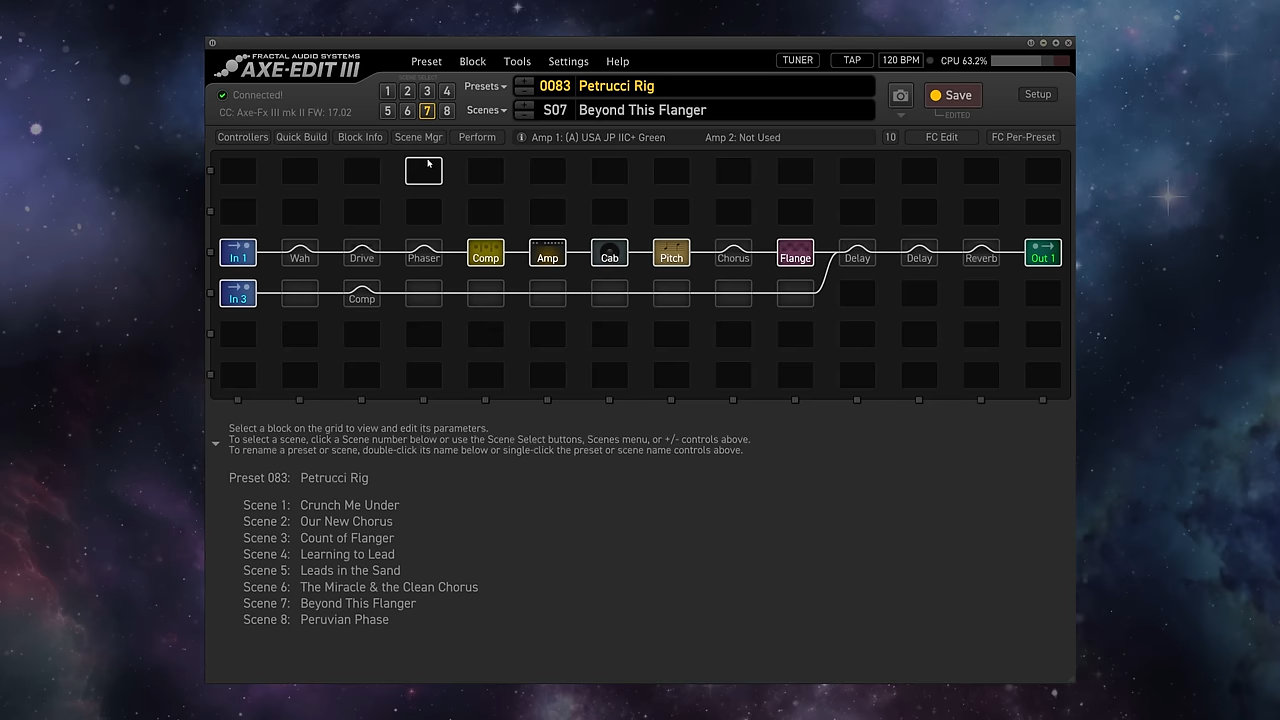 FRACTAL AUDIO SYSTEMS
AXE-EDIT III
Preset Block Tools Settings Help
TUNER TAP 120 BPM CPU 63.2%
SCENE SELECT
1 2 3 4
5 6 7 8
Presets 0083 Petrucci Rig
Scenes S07 Beyond This Flanger
Save
EDITED
Setup
Connected!
CC: Axe-Fx III mk II FW: 17.02
Controllers Quick Build Block Info Scene Mgr Perform Amp 1: (A) USA JP IIC+ Green Amp 2: Not Used 10 FC Edit FC Per-Preset
In 1 Wah Drive Phaser Comp Amp Cab Pitch Chorus Flange Delay Delay Reverb Out 1
In 3 Comp
Select a block on the grid to view and edit its parameters.
To select a scene, click a Scene number below or use the Scene Select buttons, Scenes menu, or +/- controls above.
To rename a preset or scene, double-click its name below or single-click the preset or scene name controls above.
Preset 083: Petrucci Rig
Scene 1: Crunch Me Under
Scene 2: Our New Chorus
Scene 3: Count of Flanger
Scene 4: Learning to Lead
Scene 5: Leads in the Sand
Scene 6: The Miracle & the Clean Chorus
Scene 7: Beyond This Flanger
Scene 8: Peruvian Phase